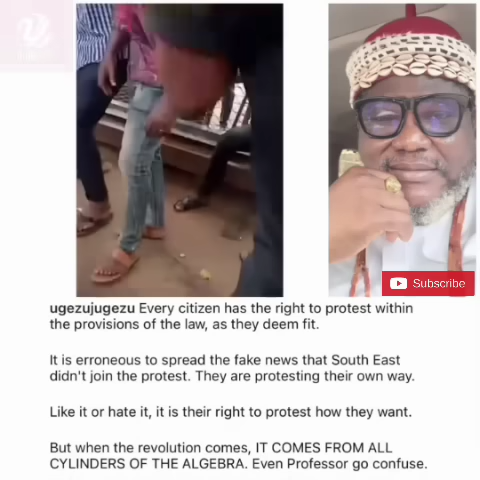 Subscribe
ugezujugezu Every citizen has the right to protest within
the provisions of the law, as they deem fit.
It is erroneous to spread the fake news that South East
didn't join the protest. They are protesting their own way.
Like it or hate it, it is their right to protest how they want.
But when the revolution comes, IT COMES FROM ALL
CYLINDERS OF THE ALGEBRA. Even Professor go confuse.